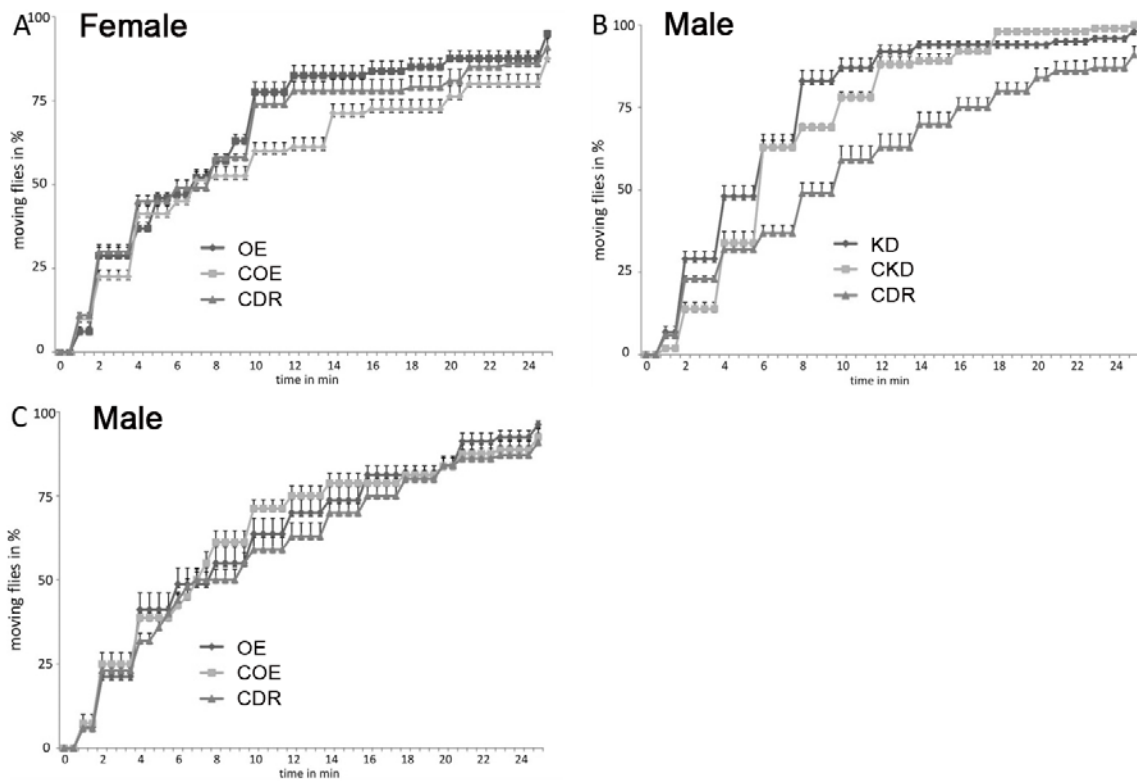 A Female
100
75
50
25
0
moving flies in %
OE
COE
CDR
0 2 4 6 8 10 12 14 16 18 20 22 24
time in min
B Male
100
75
50
25
0
moving flies in %
KD
CKD
CDR
0 2 4 6 8 10 12 14 16 18 20 22 24
time in min
C Male
100
75
50
25
0
moving flies in %
OE
COE
CDR
0 2 4 6 8 10 12 14 16 18 20 22 24
time in min